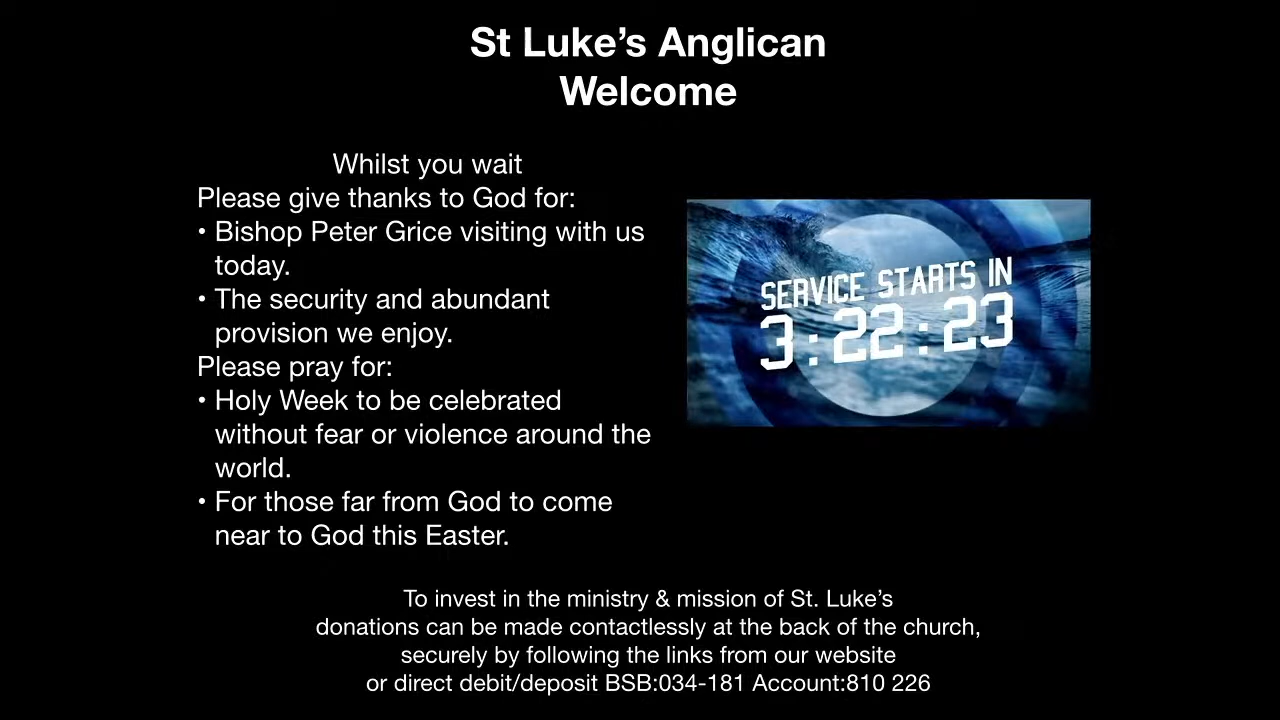 St Luke’s Anglican
Welcome
Whilst you wait
Please give thanks to God for:
• Bishop Peter Grice visiting with us
today.
• The security and abundant
provision we enjoy.
Please pray for:
• Holy Week to be celebrated
without fear or violence around the
world.
• For those far from God to come
near to God this Easter.
SERVICE STARTS IN
3:22:23
To invest in the ministry & mission of St. Luke’s
donations can be made contactlessly at the back of the church,
securely by following the links from our website
or direct debit/deposit BSB:034-181 Account:810 226